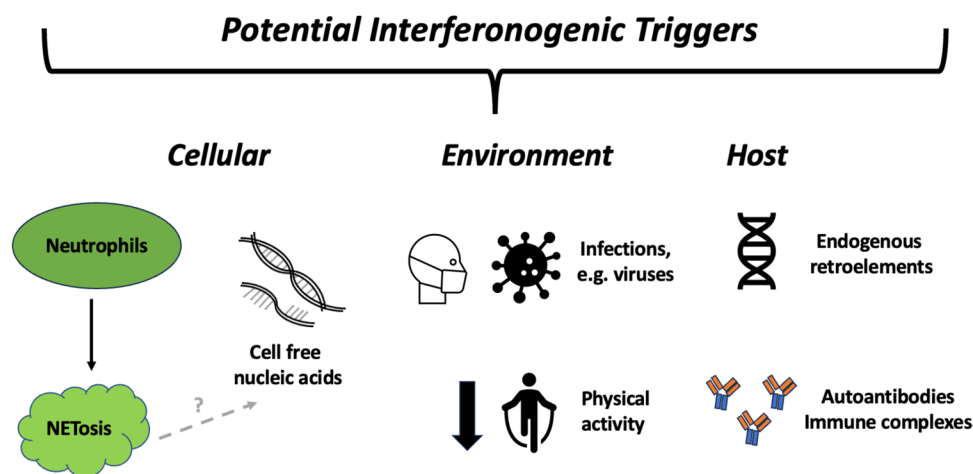 Potential Interferonogenic Triggers
Cellular
Environment
Host
Neutrophils
NETosis
?
Cell free
nucleic acids
Infections,
e.g. viruses
Physical
activity
Endogenous
retroelements
Autoantibodies
Immune complexes